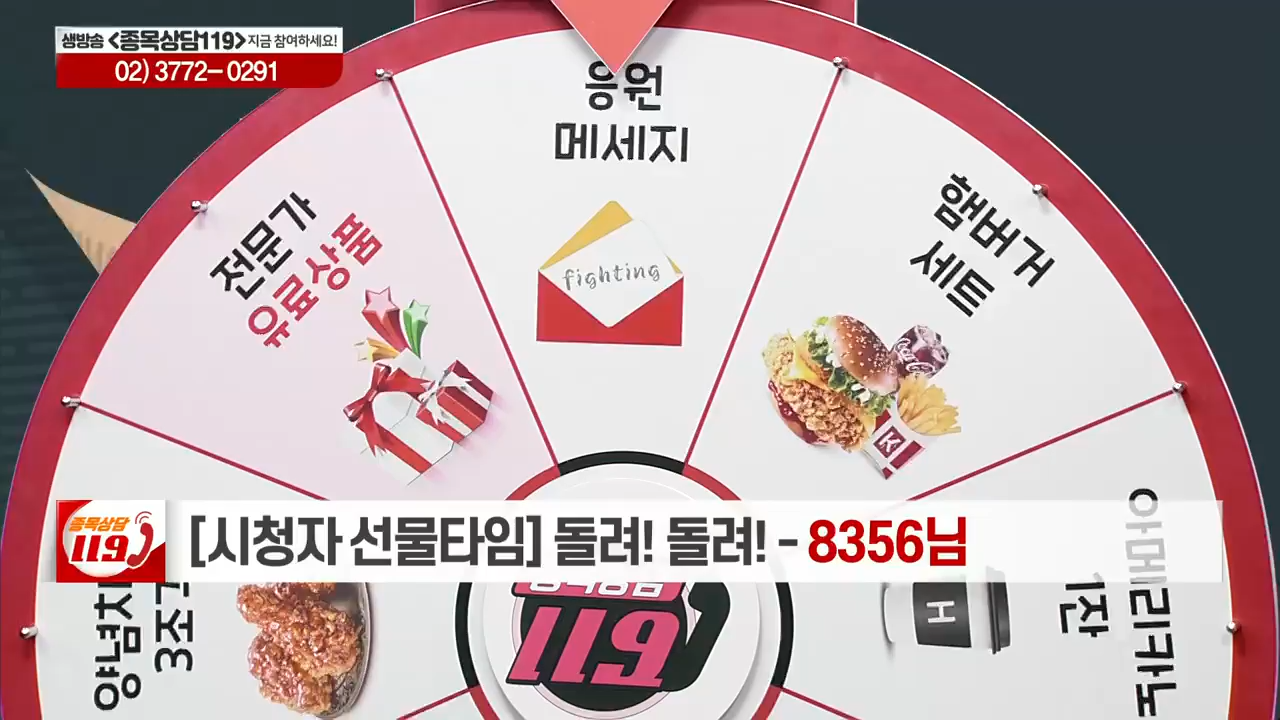 생방송 <종목상담119> 지금 참여하세요!
02) 3772-0291
응원
메세지
fighting
전문가
유료상품
햄버거
세트
Coca-Cola
K
종목상담
119
[시청자 선물타임] 돌려! 돌려! - 8356님
양념치
3조
119
H
아메리카노
1잔